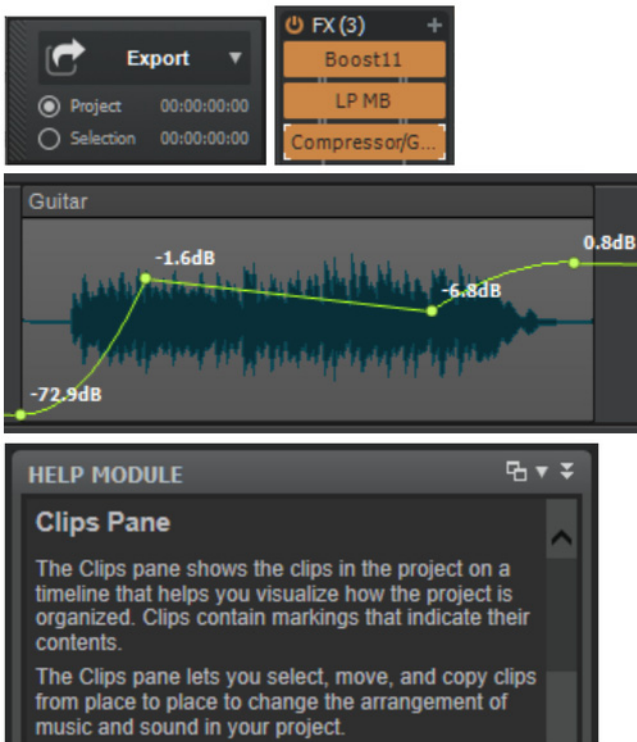 Export
Project 00:00:00:00
Selection 00:00:00:00
FX (3) +
Boost11
LP MB
Compressor/G...
Guitar
-1.6dB
0.8dB
-6.8dB
-72.9dB
HELP MODULE
Clips Pane
The Clips pane shows the clips in the project on a
timeline that helps you visualize how the project is
organized. Clips contain markings that indicate their
contents.
The Clips pane lets you select, move, and copy clips
from place to place to change the arrangement of
music and sound in your project.